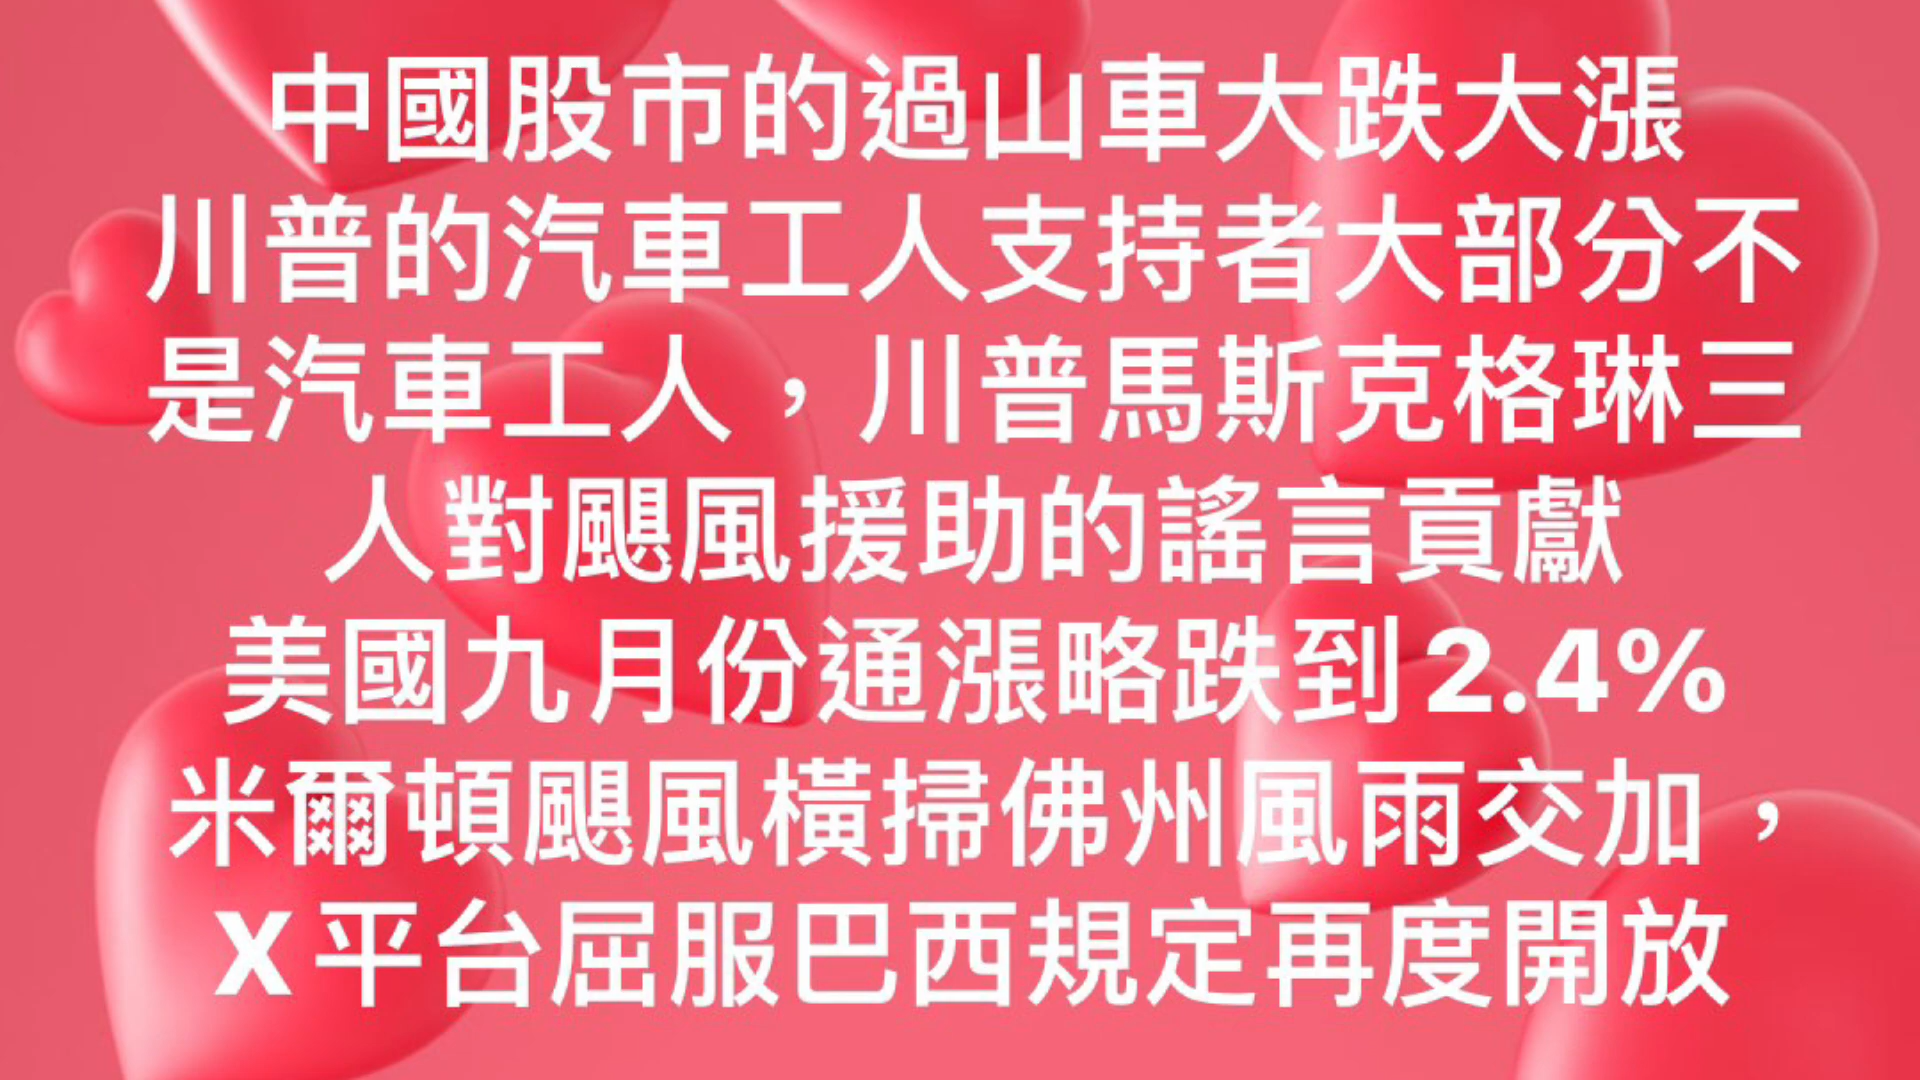 中國股市的過山車大跌大漲
川普的汽車工人支持者大部分不
是汽車工人，川普馬斯克格琳三
人對颶風援助的謠言貢獻
美國九月份通漲略跌到2.4%
米爾頓颶風橫掃佛州風雨交加，
X平台屈服巴西規定再度開放